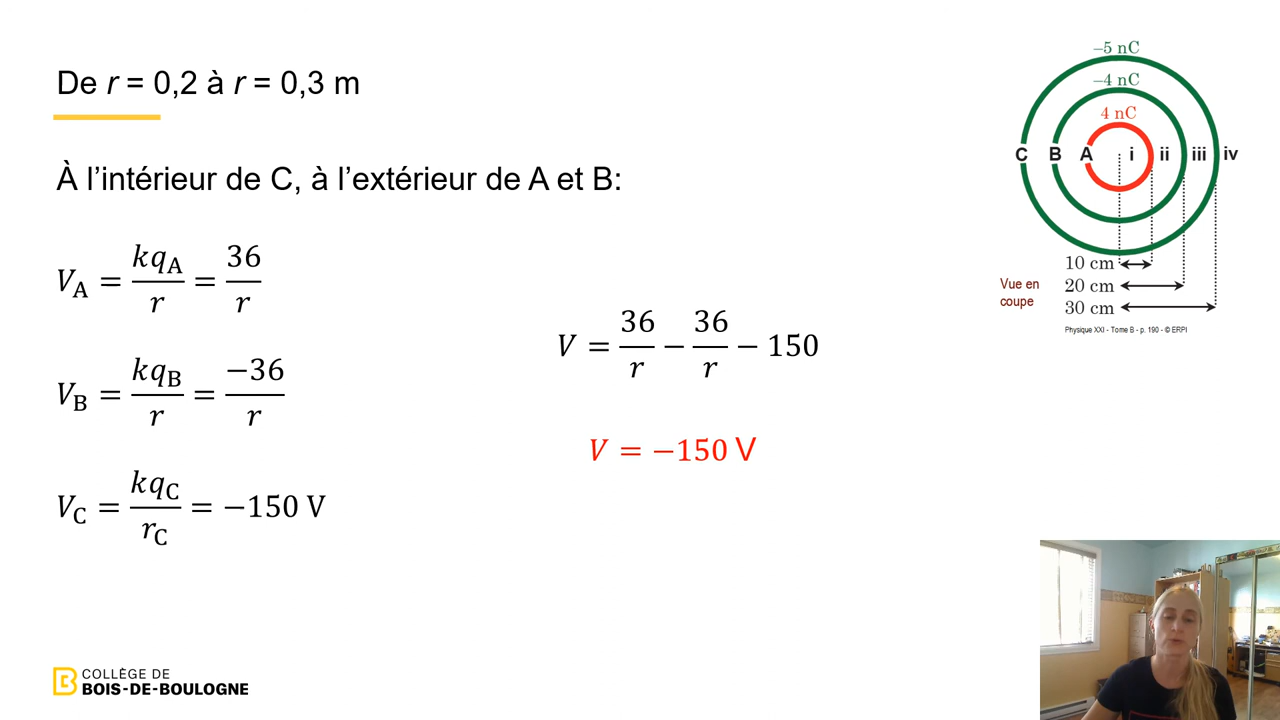 De r = 0,2 à r = 0,3 m
À l’intérieur de C, à l’extérieur de A et B:
V_A = kq_A / r = 36 / r
V_B = kq_B / r = −36 / r
V_C = kq_C / r_C = −150 V
V = 36 / r − 36 / r − 150
V = −150 V
−5 nC
−4 nC
4 nC
C B A i ii iii iv
10 cm
20 cm
30 cm
Vue en
coupe
Physique XXI - Tome B - p. 190 - © ERPI
COLLÈGE DE
BOIS-DE-BOULOGNE